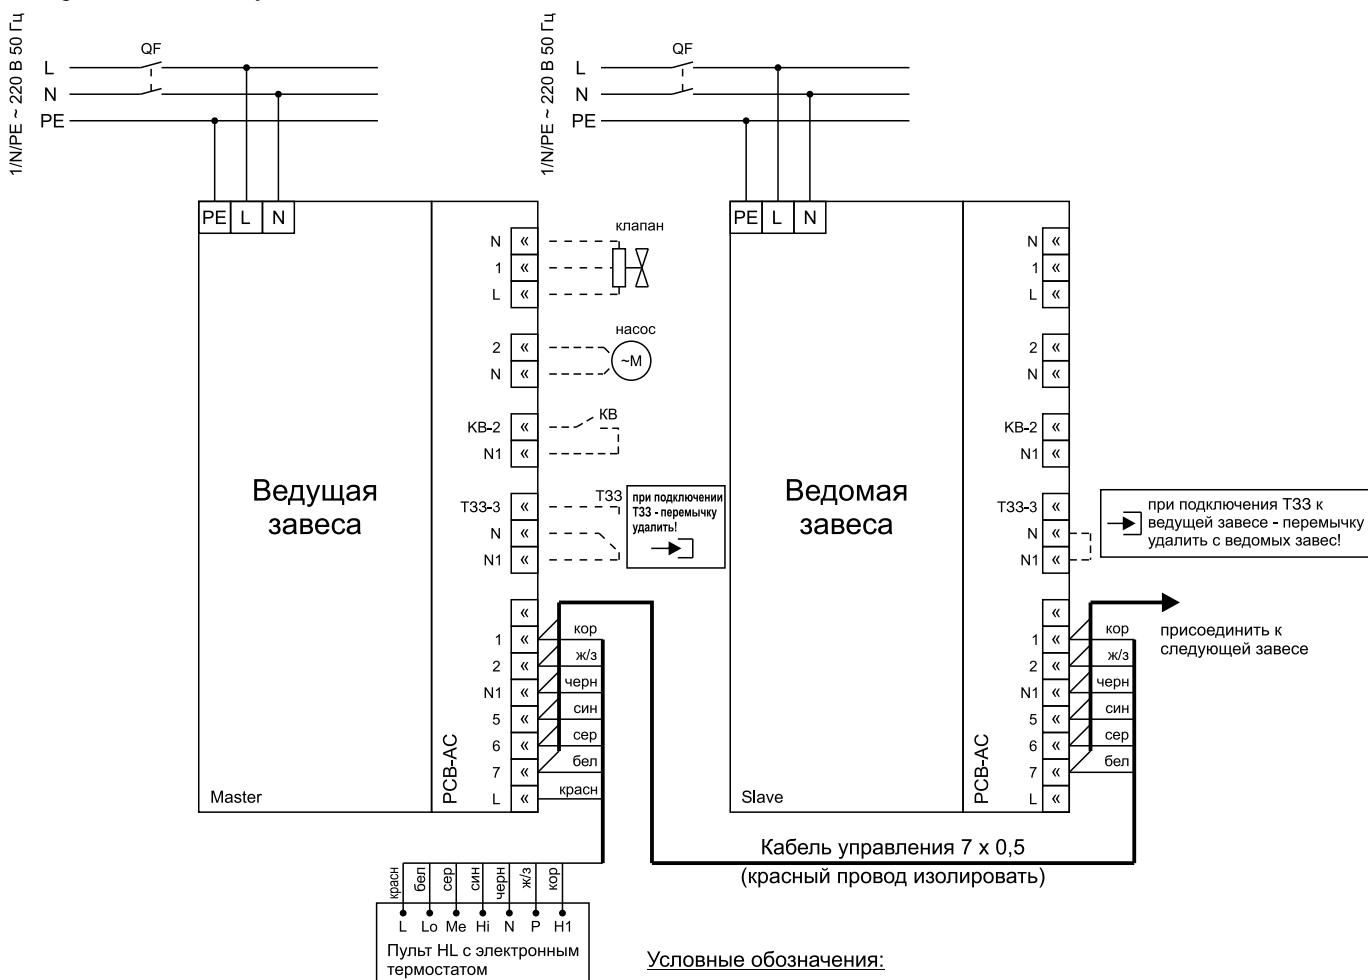 1/N/PE ~ 220 В 50 Гц
QF
L
N
PE
1/N/PE ~ 220 В 50 Гц
QF
L
N
PE
PE L N
N «
1 «
L «
клапан
2 «
N «
насос
~М
КВ-2 «
N1 «
КВ
ТЗЗ-3 «
N «
N1 «
ТЗЗ
при подключении
ТЗЗ - перемычку
удалить!
Ведущая
завеса
«
1 «
2 «
N1 «
5 «
6 «
7 «
L «
кор
ж/з
черн
син
сер
бел
красн
Master
PCB-AC
PE L N
N «
1 «
L «
2 «
N «
КВ-2 «
N1 «
ТЗЗ-3 «
N «
N1 «
при подключения ТЗЗ к
ведущей завесе - перемычку
удалить с ведомых завес!
Ведомая
завеса
«
1 «
2 «
N1 «
5 «
6 «
7 «
L «
кор
ж/з
черн
син
сер
бел
присоединить к
следующей завесе
Slave
PCB-AC
Кабель управления 7 x 0,5
(красный провод изолировать)
красн бел сер син черн ж/з кор
L Lo Me Hi N P H1
Пульт HL с электронным
термостатом
Условные обозначения: